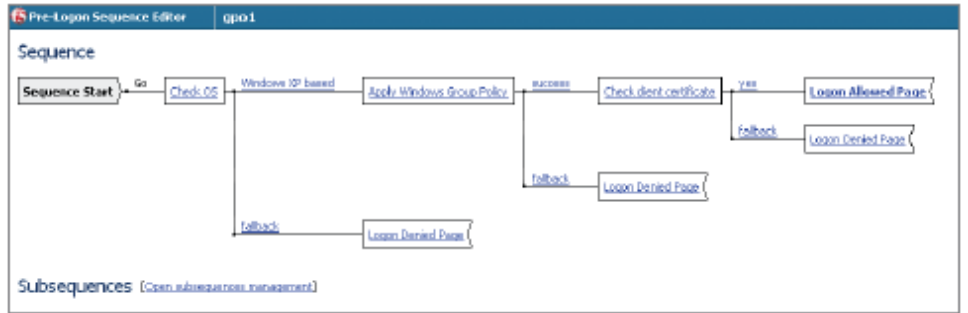 Pre-Logon Sequence Editor gpo1
Sequence
Sequence Start Go Check OS Windows XP based Apply Windows Group Policy success Check client certificate yes Logon Allowed Page
fallback Logon Denied Page
fallback Logon Denied Page
fallback Logon Denied Page
Subsequences [Open subsequences management]